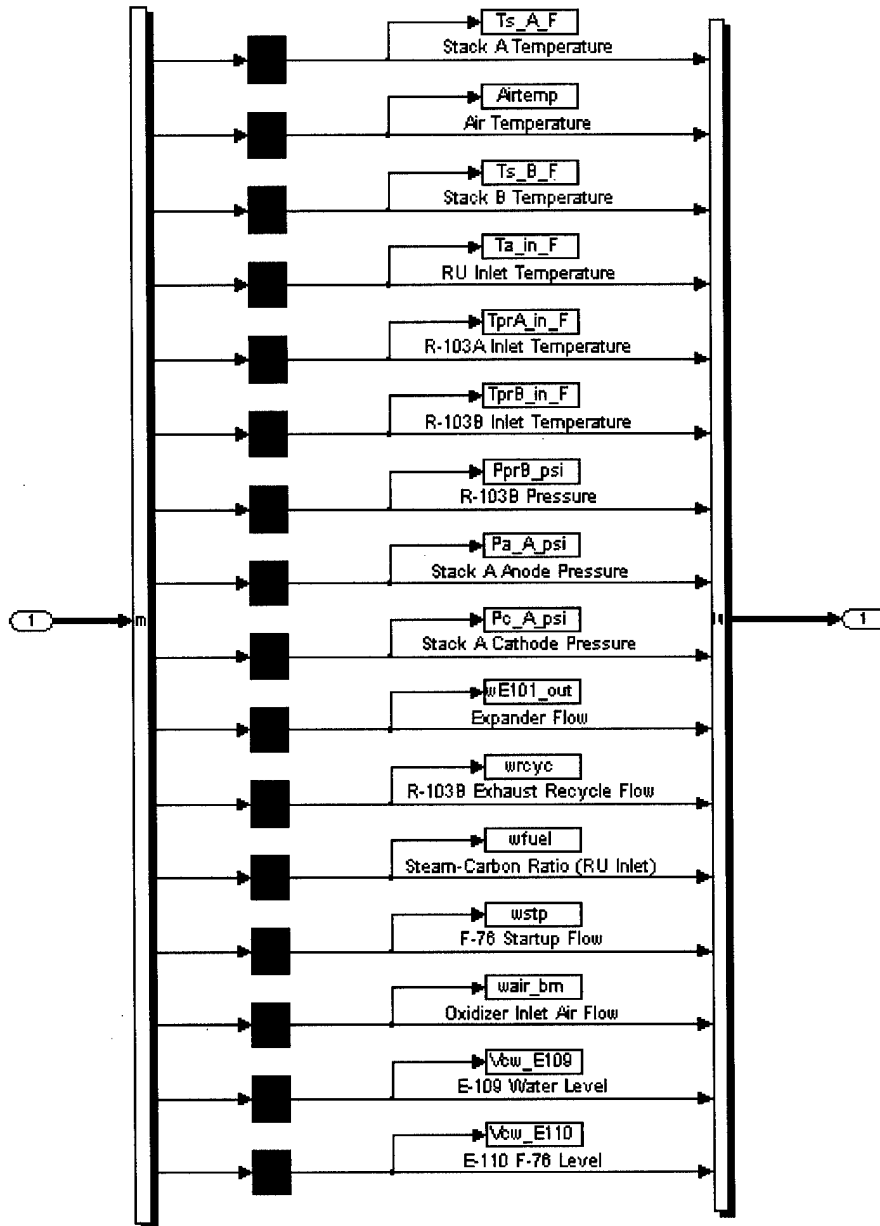 Ts_A_F
Stack A Temperature
Airtemp
Air Temperature
Ts_B_F
Stack B Temperature
Ta_in_F
RU Inlet Temperature
TprA_in_F
R-103A Inlet Temperature
TprB_in_F
R-103B Inlet Temperature
PprB_psi
R-103B Pressure
Pa_A_psi
Stack A Anode Pressure
1
m
Pc_A_psi
1
Stack A Cathode Pressure
wE101_out
Expander Flow
wrcyc
R-103B Exhaust Recycle Flow
wfuel
Steam-Carbon Ratio (RU Inlet)
wstp
F-76 Startup Flow
wair_brn
Oxidizer Inlet Air Flow
Vcw_E109
E-109 Water Level
Vcw_E110
E-110 F-76 Level